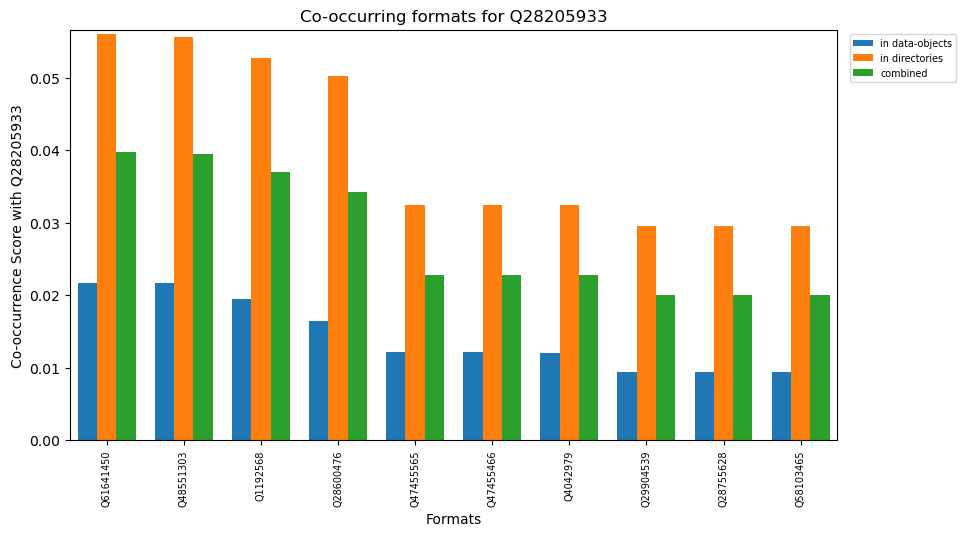 Co-occurring formats for Q28205933
in data-objects
in directories
combined
Co-occurrence Score with Q28205933
0.05
0.04
0.03
0.02
0.01
0.00
Q61641450
Q48551303
Q1192568
Q28600476
Q47455565
Q47455466
Q4042979
Q29904539
Q28755628
Q58103465
Formats